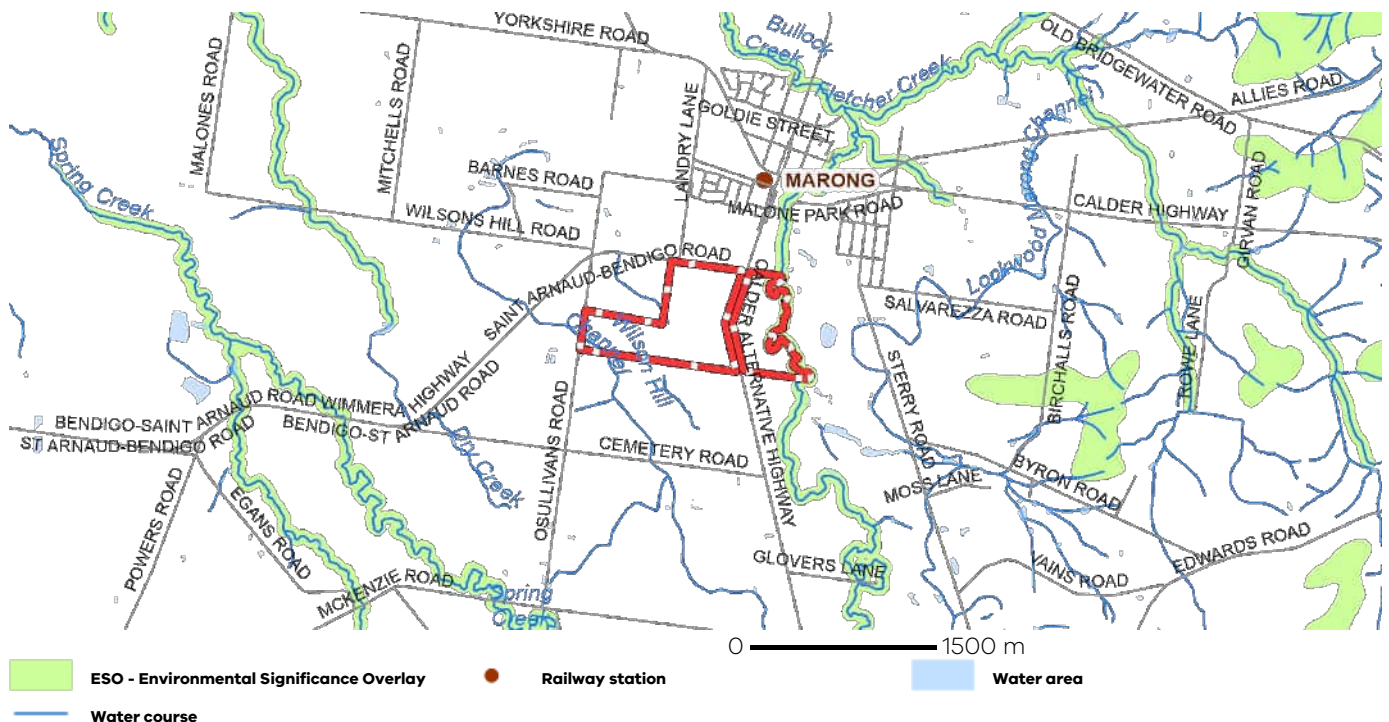 YORKSHIRE ROAD
Bullock
Creek
OLD BRIDGEWATER ROAD
MALONES ROAD
MITCHELLS ROAD
LANDRY LANE
Fletcher Creek
ALLIES ROAD
GOLDIE STREET
Spring Creek
BARNES ROAD
MARONG
Lockwood Marong Channel
MALONE PARK ROAD
CALDER HIGHWAY
GIRVAN ROAD
WILSONS HILL ROAD
SAINT ARNAUD-BENDIGO ROAD
CALDER ALTERNATIVE HIGHWAY
SALVAREZZA ROAD
Wilson Hill
Channel
BIRCHALLS ROAD
ROWE LANE
STERRY ROAD
WIMMERA HIGHWAY
BENDIGO-SAINT ARNAUD ROAD
BENDIGO-ST ARNAUD ROAD
ST ARNAUD-BENDIGO ROAD
OSULLIVANS ROAD
CEMETERY ROAD
Dry Creek
BYRON ROAD
MOSS LANE
POWERS ROAD
EGANS ROAD
EDWARDS ROAD
GLOVERS LANE
VAINS ROAD
MCKENZIE ROAD
Spring
Creek
0 1500 m
ESO - Environmental Significance Overlay
Railway station
Water area
Water course